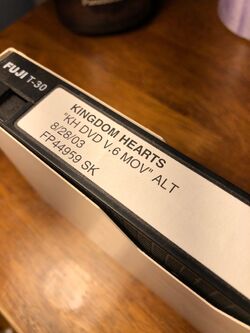 FUJI T-30
KINGDOM HEARTS
"KH DVD V.6 MOV" ALT
8/28/03
FP44959 SK